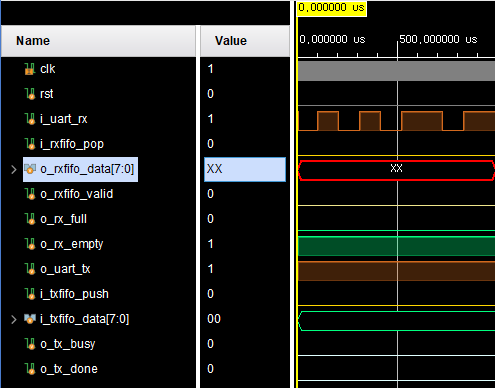 0,000000 us
0,000000 us 500,000000 us
Name Value
clk 1
rst 0
i_uart_rx 1
i_rxfifo_pop 0
o_rxfifo_data[7:0] XX XX
o_rxfifo_valid 0
o_rx_full 0
o_rx_empty 1
o_uart_tx 1
i_txfifo_push 0
i_txfifo_data[7:0] 00
o_tx_busy 0
o_tx_done 0